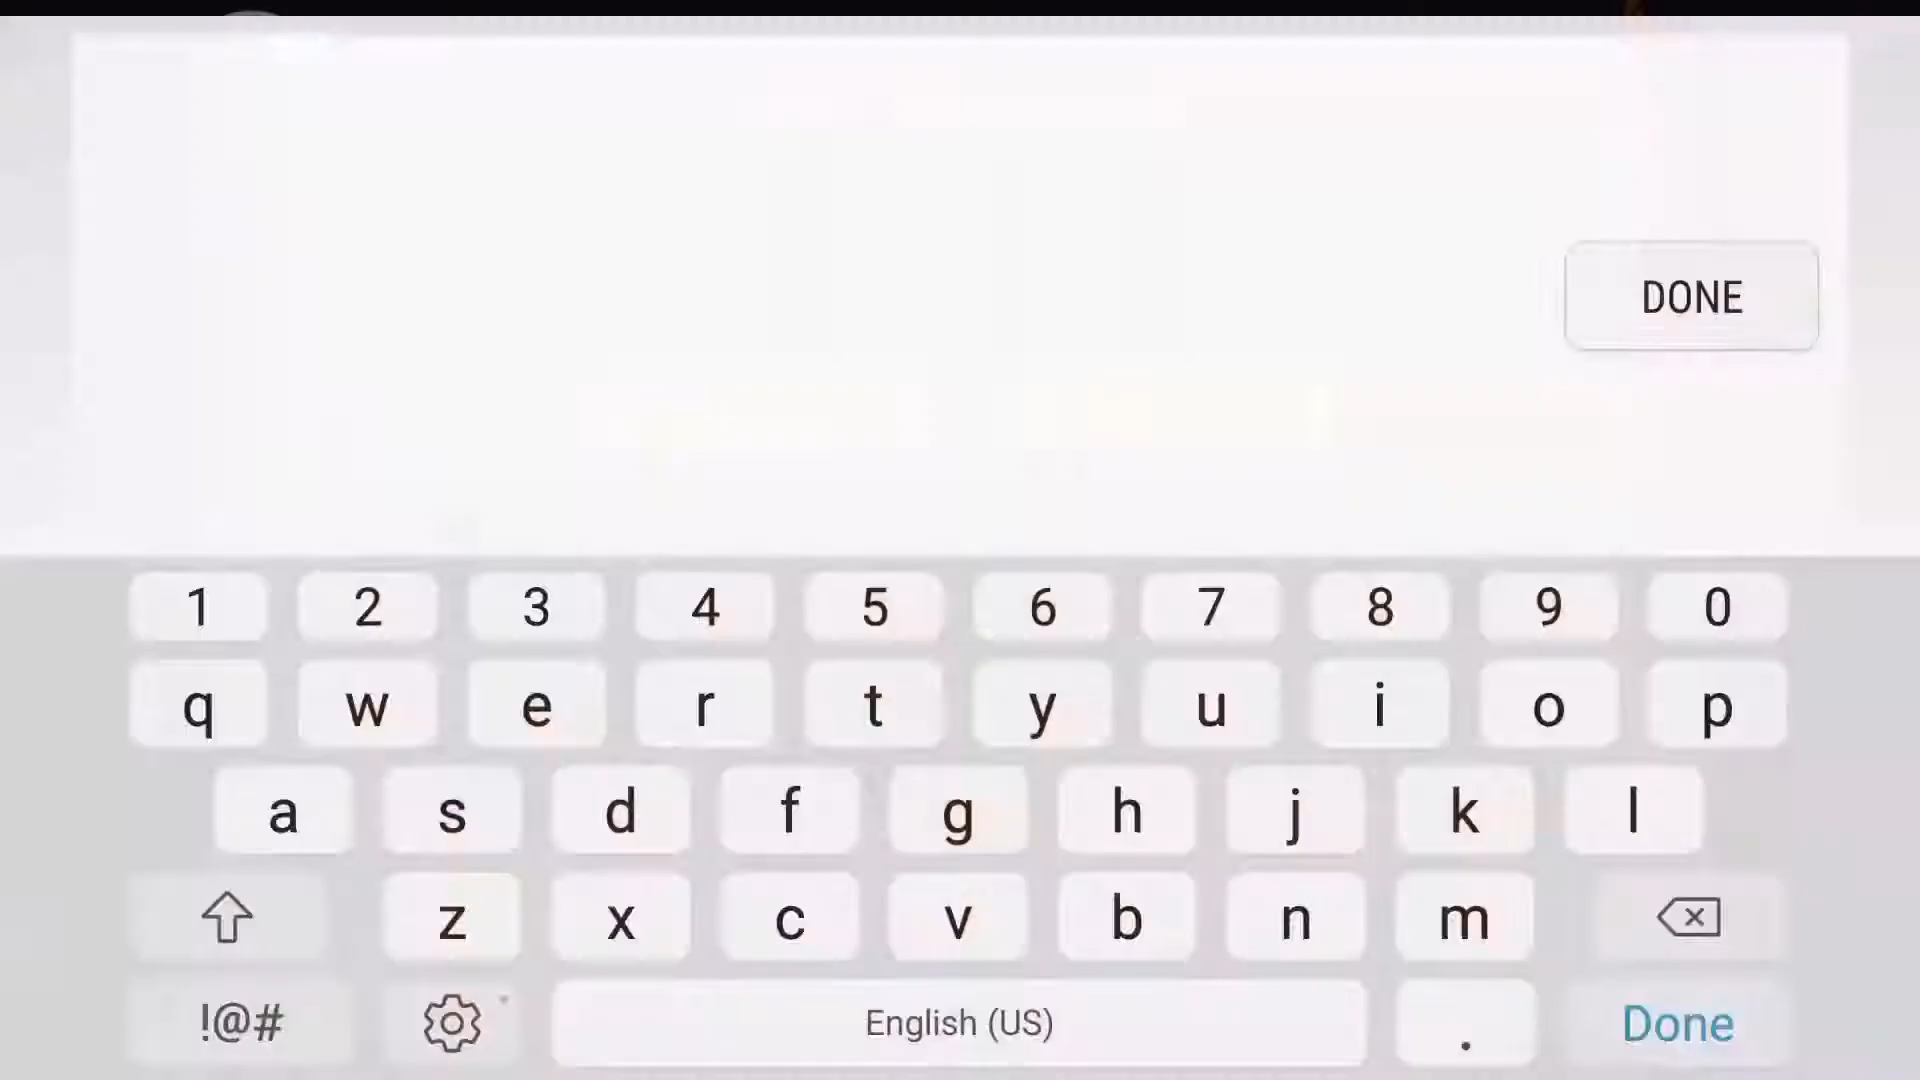 DONE
1 2 3 4 5 6 7 8 9 0
q w e r t y u i o p
a s d f g h j k l
z x c v b n m
!@# English (US) . Done